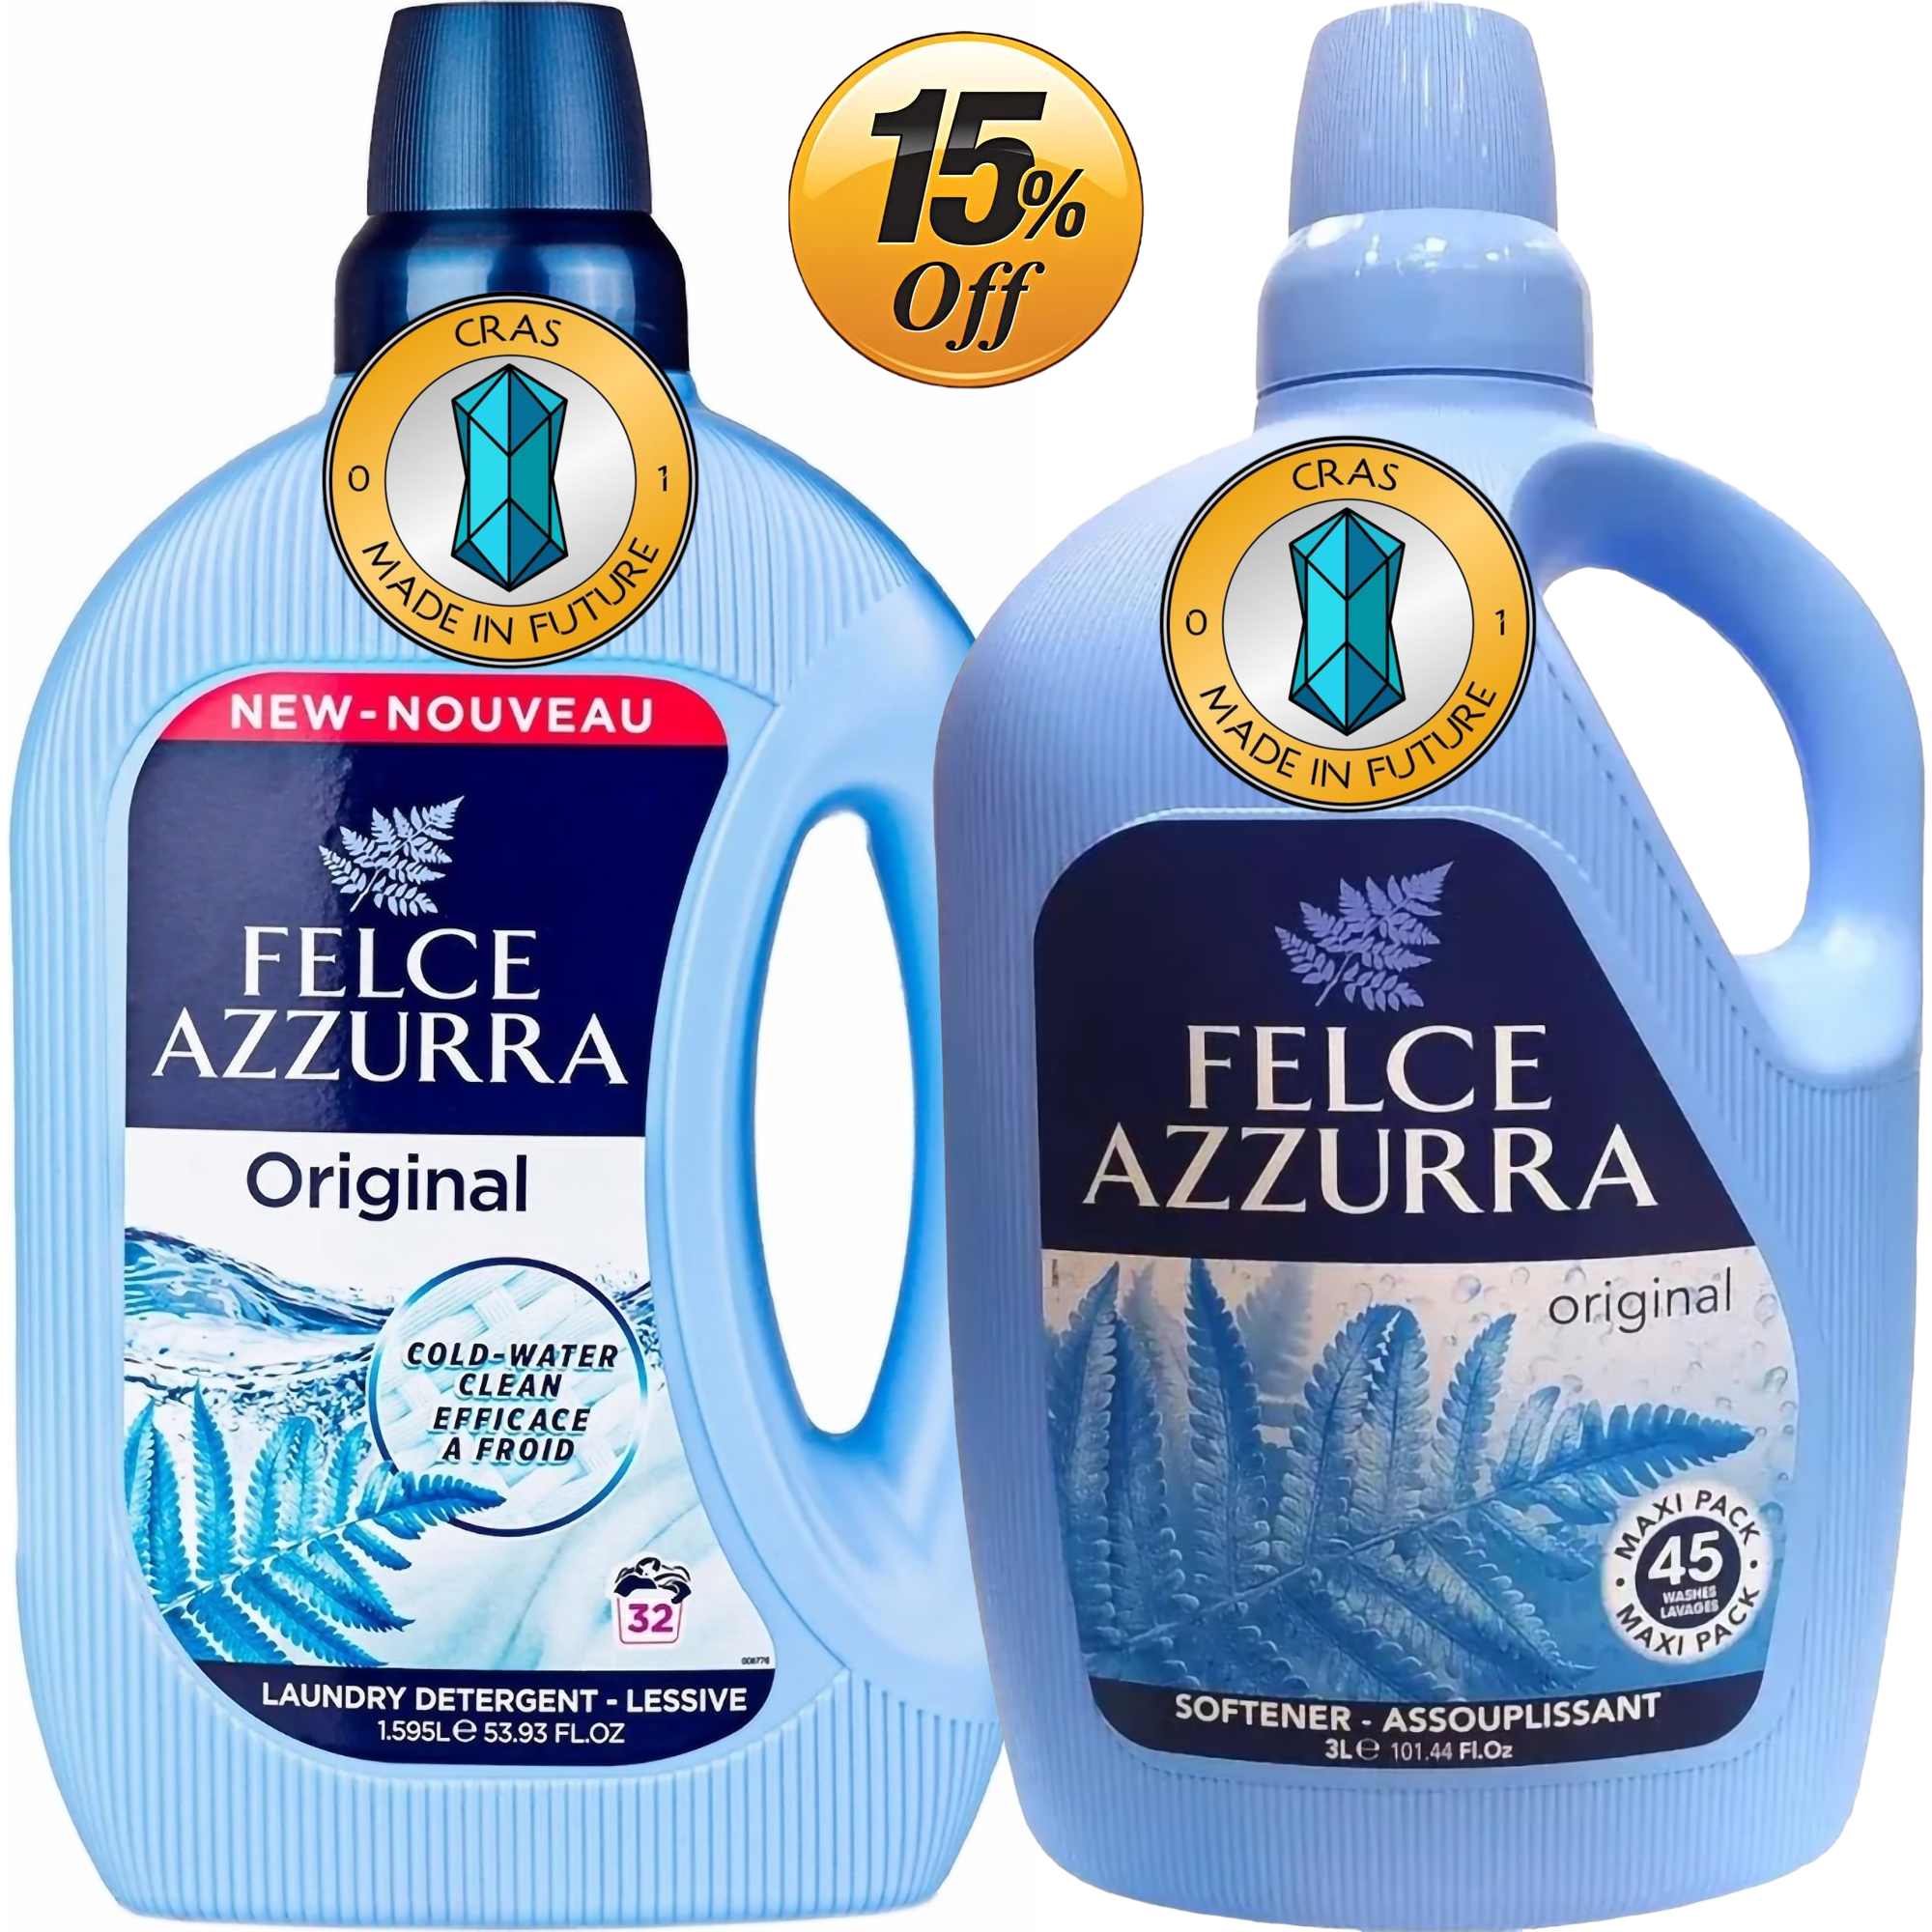 15%
Off
CRAS
0 1
MADE IN FUTURE
NEW-NOUVEAU
FELCE
AZZURRA
Original
COLD-WATER
CLEAN
EFFICACE
A FROID
32
LAUNDRY DETERGENT - LESSIVE
1.595L℮ 53.93 FL.OZ
CRAS
0 1
MADE IN FUTURE
FELCE
AZZURRA
original
MAXI PACK
45
WASHES
LAVAGES
MAXI PACK
SOFTENER - ASSOUPLISSANT
3L℮ 101.44 Fl.Oz